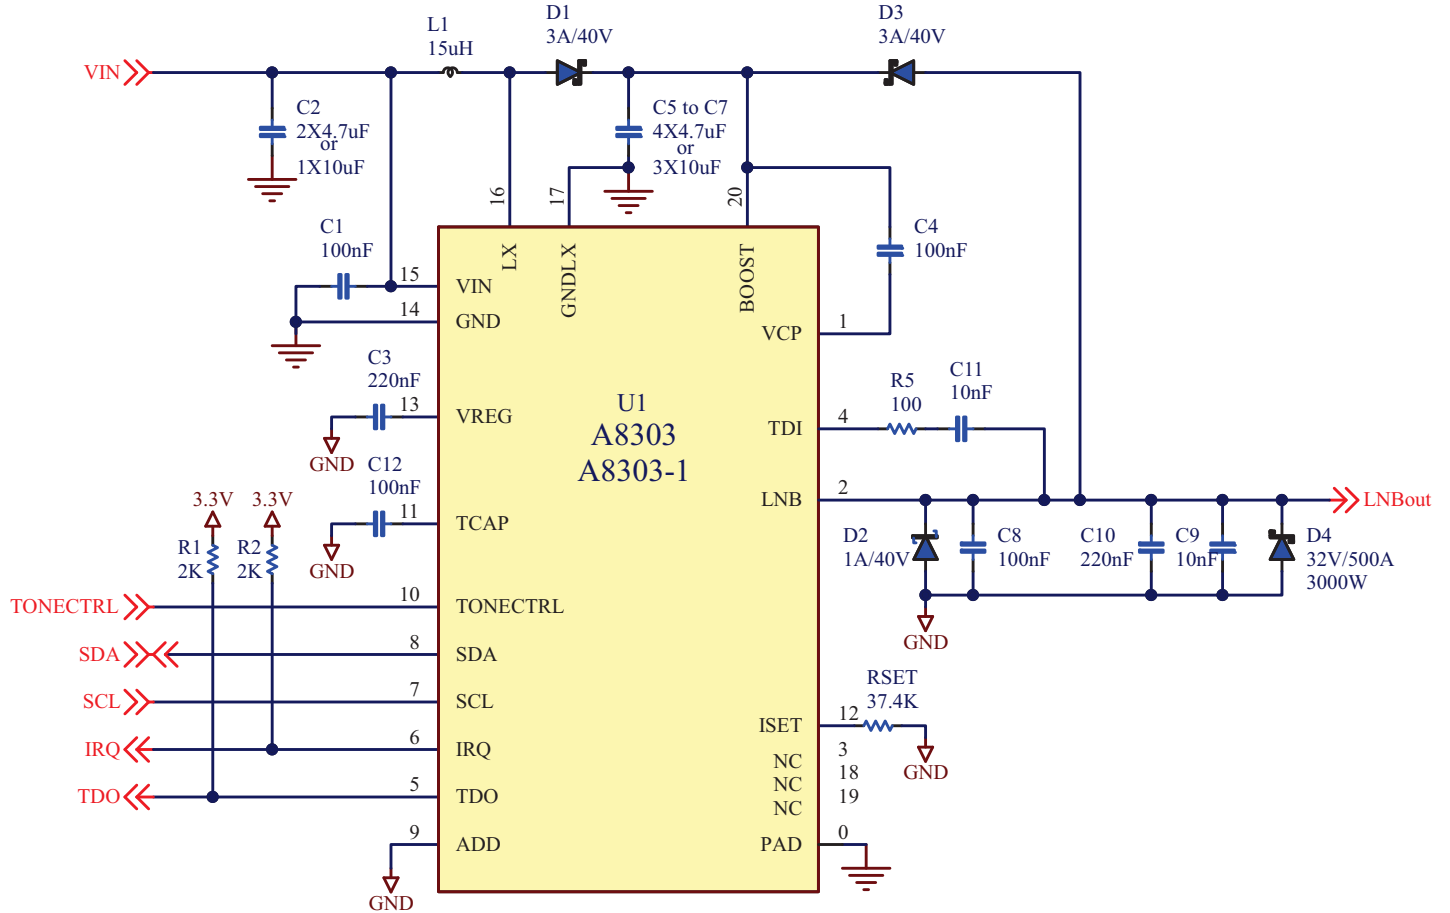 VIN
L1
15uH
D1
3A/40V
D3
3A/40V
C2
2X4.7uF
or
1X10uF
C5 to C7
4X4.7uF
or
3X10uF
16
17
20
C1
100nF
C4
100nF
LX
GNDLX
BOOST
15
VIN
14
GND
VCP
1
C3
220nF
13
VREG
GND
U1
A8303
A8303-1
TDI
4
R5
100
C11
10nF
C12
100nF
11
TCAP
GND
LNB
2
LNBout
3.3V
3.3V
R1
2K
R2
2K
D2
1A/40V
C8
100nF
C10
220nF
C9
10nF
D4
32V/500A
3000W
GND
TONECTRL
10
TONECTRL
SDA
8
SDA
SCL
7
SCL
IRQ
6
IRQ
TDO
5
TDO
9
ADD
GND
RSET
37.4K
ISET
12
GND
NC
3
NC
18
NC
19
PAD
0